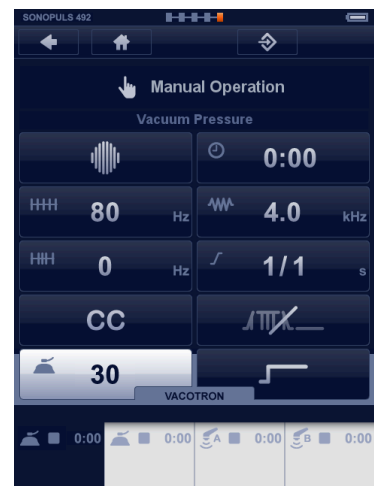 SONOPULS 492
Manual Operation
Vacuum Pressure
0:00
80 Hz
4.0 kHz
0 Hz
1/1 s
CC
30
VACOTRON
0:00
0:00
A 0:00
B 0:00